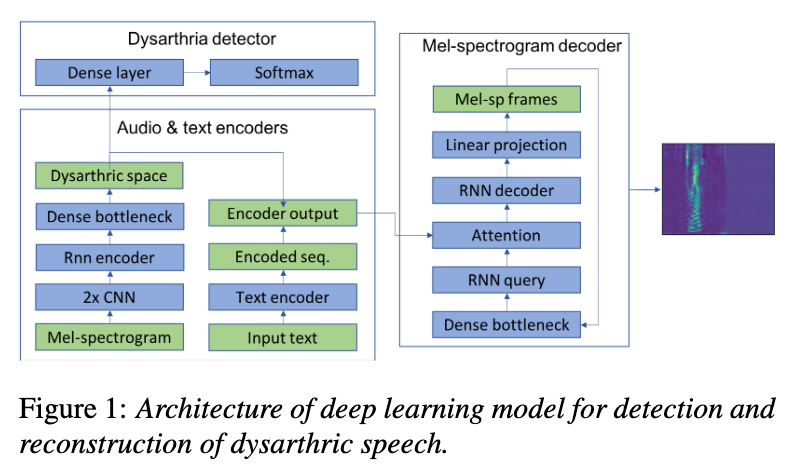 Dysarthria detector
Dense layer
Softmax
Audio & text encoders
Dysarthric space
Dense bottleneck
Rnn encoder
2x CNN
Mel-spectrogram
Encoder output
Encoded seq.
Text encoder
Input text
Mel-spectrogram decoder
Mel-sp frames
Linear projection
RNN decoder
Attention
RNN query
Dense bottleneck
Figure 1: Architecture of deep learning model for detection and
reconstruction of dysarthric speech.